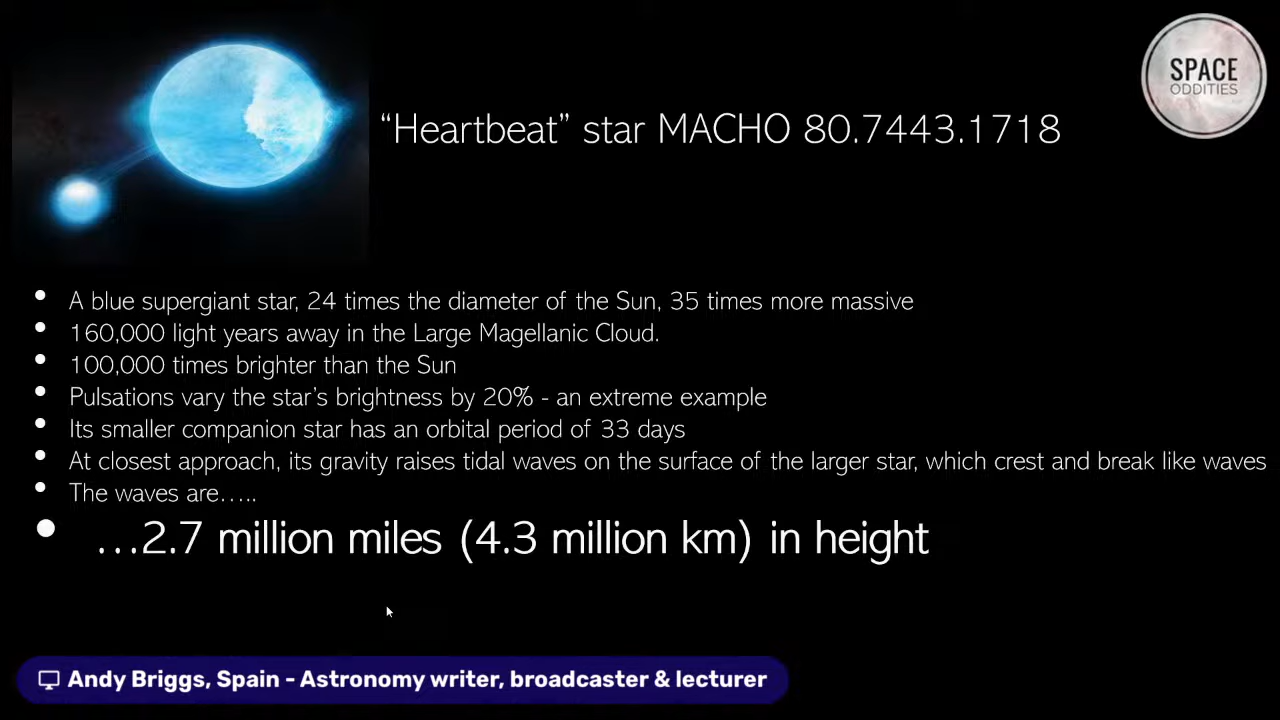 SPACE
ODDITIES
“Heartbeat” star MACHO 80.7443.1718
• A blue supergiant star, 24 times the diameter of the Sun, 35 times more massive
• 160,000 light years away in the Large Magellanic Cloud.
• 100,000 times brighter than the Sun
• Pulsations vary the star’s brightness by 20% - an extreme example
• Its smaller companion star has an orbital period of 33 days
• At closest approach, its gravity raises tidal waves on the surface of the larger star, which crest and break like waves
• The waves are.....
• ...2.7 million miles (4.3 million km) in height
Andy Briggs, Spain - Astronomy writer, broadcaster & lecturer